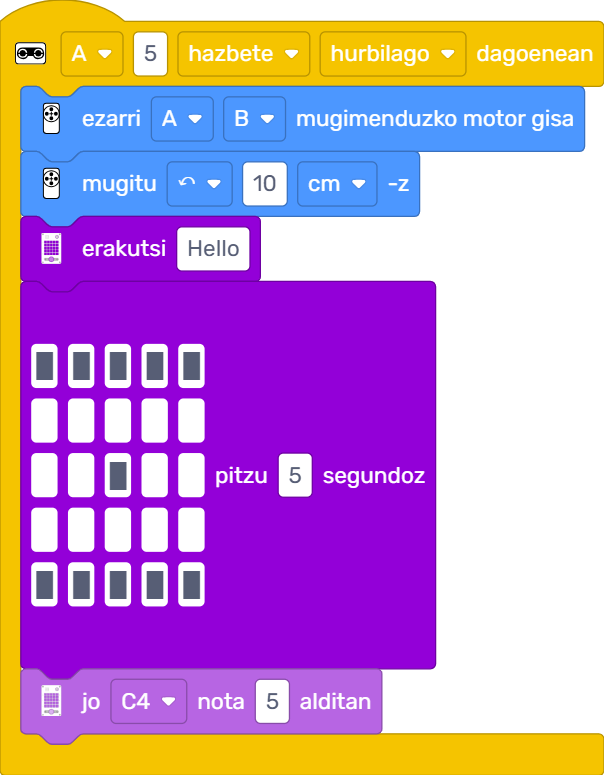 A 5 hazbete hurbilago dagoenean
ezarri A B mugimenduzko motor gisa
mugitu 10 cm -z
erakutsi Hello
pitzu 5 segundoz
jo C4 nota 5 alditan